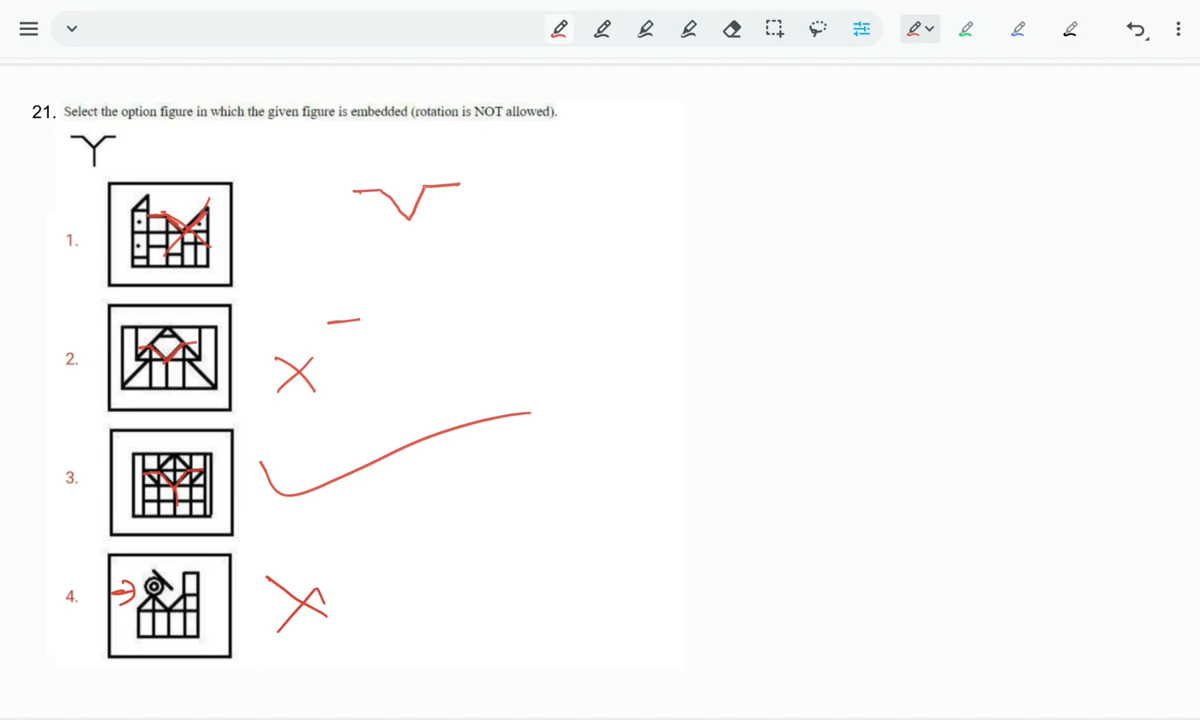 21. Select the option figure in which the given figure is embedded (rotation is NOT allowed).
1.
2.
3.
4.